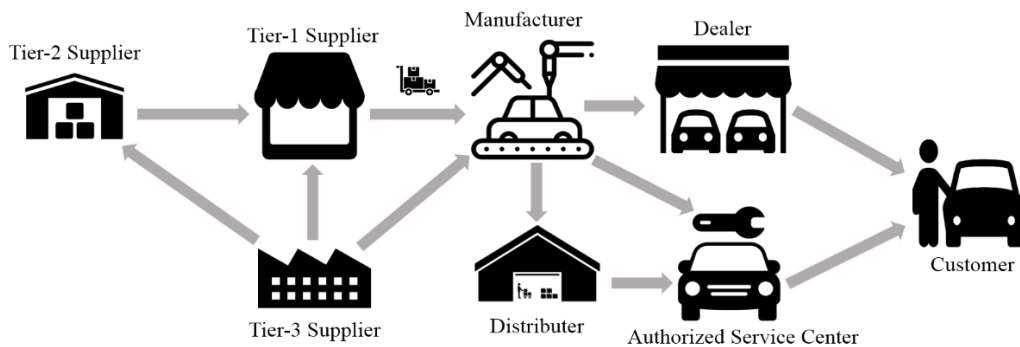 Manufacturer
Dealer
Tier-1 Supplier
Tier-2 Supplier
Customer
Distributer
Tier-3 Supplier
Authorized Service Center